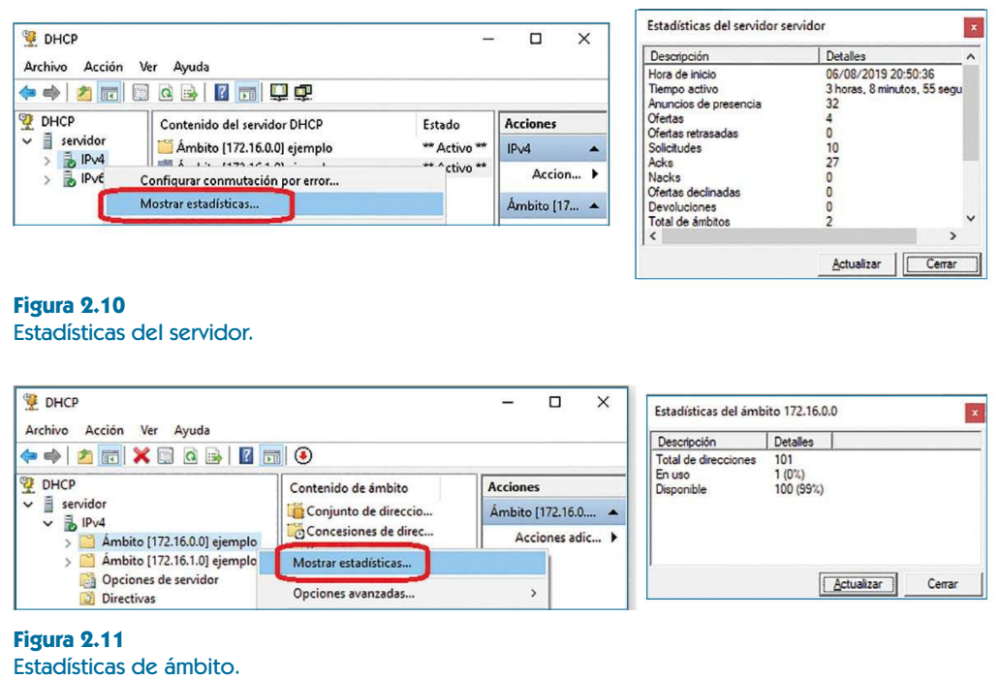 DHCP
Archivo Acción Ver Ayuda
DHCP
servidor
IPv4
IPv6
Contenido del servidor DHCP Estado
Ámbito [172.16.0.0] ejemplo ** Activo **
** Activo **
Configurar conmutación por error...
Mostrar estadísticas...
Acciones
IPv4
Accion...
Ámbito [17...
Estadísticas del servidor servidor
Descripción Detalles
Hora de inicio 06/08/2019 20:50:36
Tiempo activo 3 horas, 8 minutos, 55 segu
Anuncios de presencia 32
Ofertas 4
Ofertas retrasadas 0
Solicitudes 10
Acks 27
Nacks 0
Ofertas declinadas 0
Devoluciones 0
Total de ámbitos 2
Actualizar Cerrar
Figura 2.10
Estadísticas del servidor.
DHCP
Archivo Acción Ver Ayuda
DHCP
servidor
IPv4
Ámbito [172.16.0.0] ejemplo
Ámbito [172.16.1.0] ejemplo
Opciones de servidor
Directivas
Contenido de ámbito
Conjunto de direccio...
Concesiones de direc...
Mostrar estadísticas...
Opciones avanzadas...
Acciones
Ámbito [172.16.0....
Acciones adic...
Estadísticas del ámbito 172.16.0.0
Descripción Detalles
Total de direcciones 101
En uso 1 (0%)
Disponible 100 (99%)
Actualizar Cerrar
Figura 2.11
Estadísticas de ámbito.